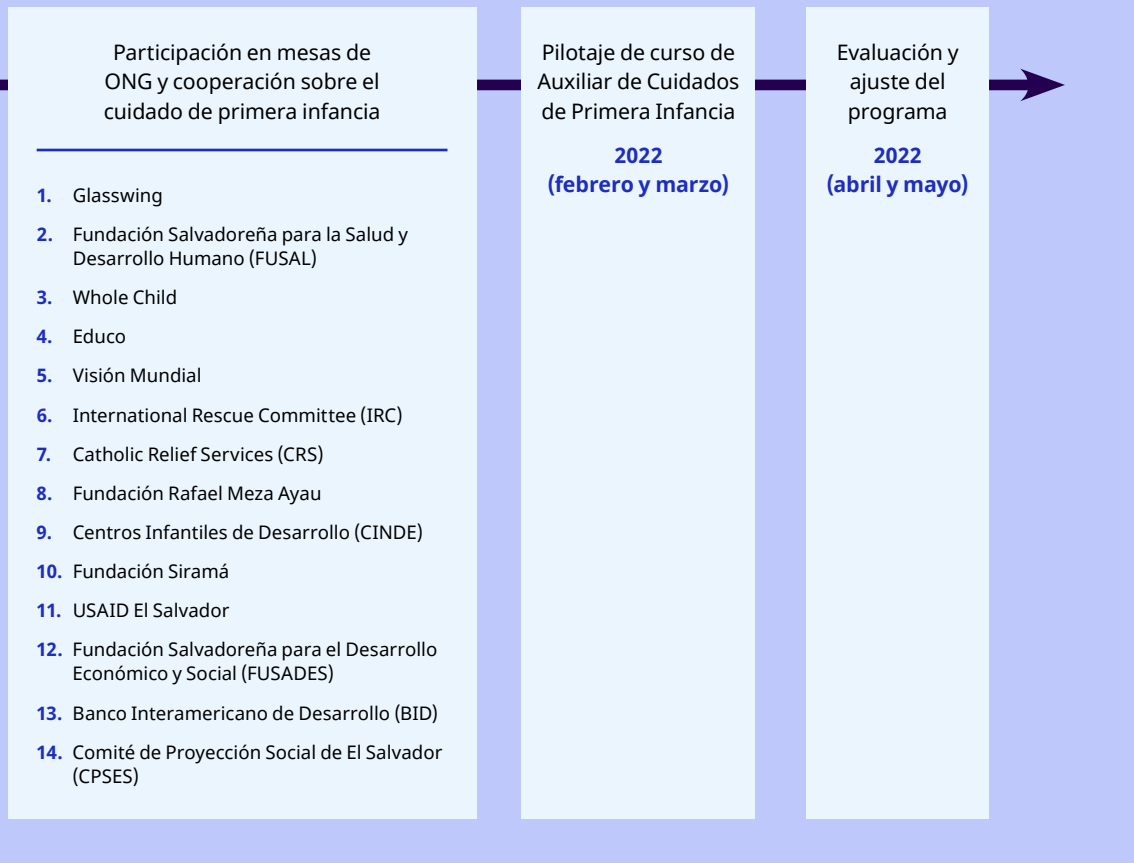 Participación en mesas de
ONG y cooperación sobre el
cuidado de primera infancia
1. Glasswing
2. Fundación Salvadoreña para la Salud y
Desarrollo Humano (FUSAL)
3. Whole Child
4. Educo
5. Visión Mundial
6. International Rescue Committee (IRC)
7. Catholic Relief Services (CRS)
8. Fundación Rafael Meza Ayau
9. Centros Infantiles de Desarrollo (CINDE)
10. Fundación Siramá
11. USAID El Salvador
12. Fundación Salvadoreña para el Desarrollo
Económico y Social (FUSADES)
13. Banco Interamericano de Desarrollo (BID)
14. Comité de Proyección Social de El Salvador
(CPSES)
Pilotaje de curso de
Auxiliar de Cuidados
de Primera Infancia
2022
(febrero y marzo)
Evaluación y
ajuste del
programa
2022
(abril y mayo)